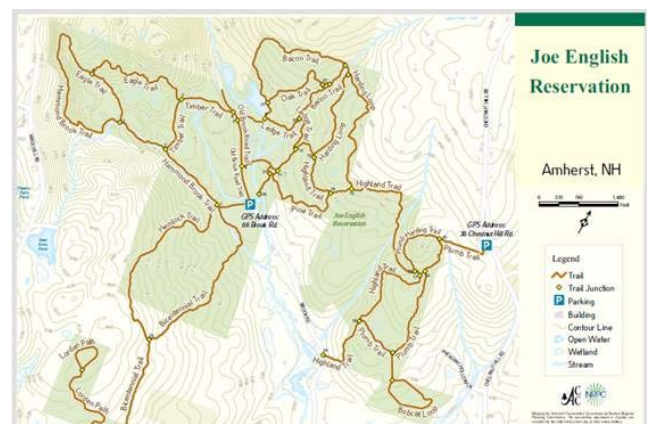 Joe English
Reservation
Amherst, NH
Legend
Trail
Trail Junction
Parking
Building
Contour Line
Open Water
Wetland
Stream
NRPC
Bacon Trail
Eagle Trail
Eagle Trail
Hammond Brook Trail
Timber Trail
Timber Trail
Oak Trail
Ledge Trail
Harding Loop
Harding Loop
Old Brook Road Trail
Highland Trail
Highland Trail
Hammond Brook Trail
P
GPS Address:
66 Brook Rd.
Pine Trail
Joe English
Reservation
GPS Address:
36 Chestnut Hill Rd.
P
Hemlock Trail
Plumb Trail
Highland Trail
Bicentennial Trail
Plumb Trail
Plumb Trail
Highland Trail
Lorden Path
Lorden Path
Bicentennial Trail
Bobcat Loop